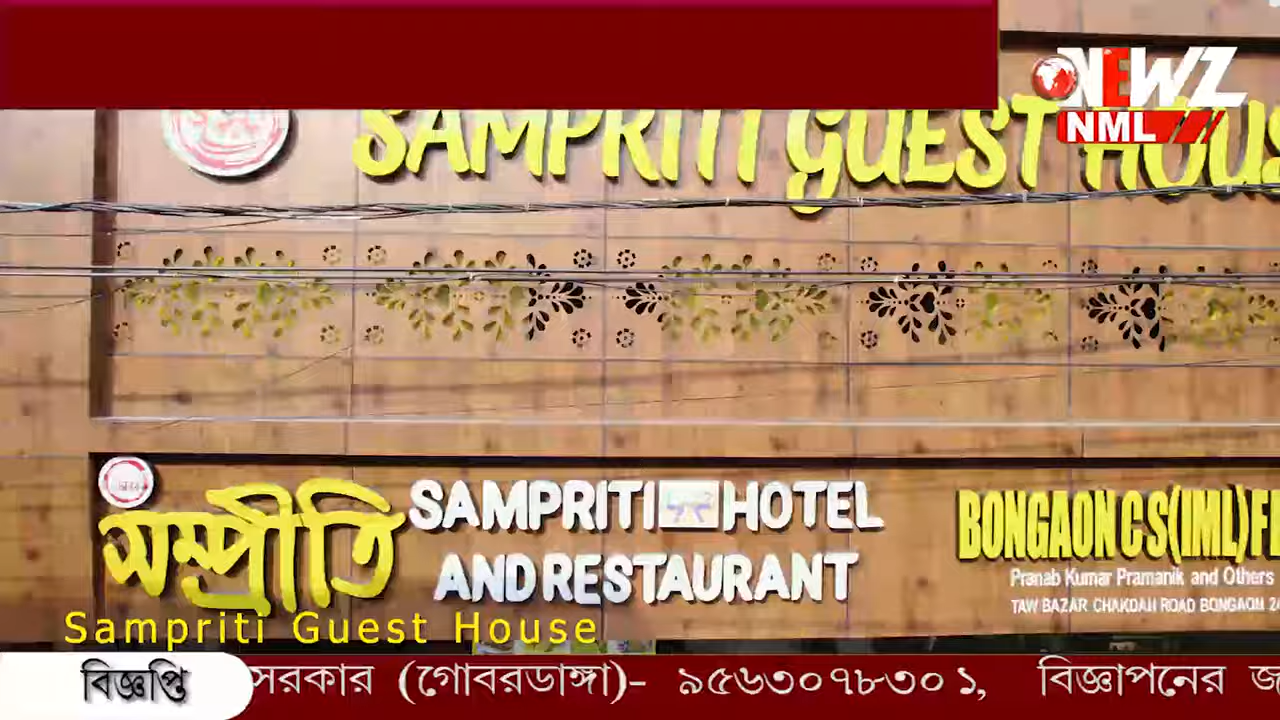 NEWZ
NML
SAMPRITI GUEST HOUS
সম্প্রীতি
SAMPRITI HOTEL
AND RESTAURANT
BONGAON C S (IML) F
Pranab Kumar Pramanik and Others
TAW BAZAR CHAKDAH ROAD BONGAON
Sampriti Guest House
বিজ্ঞপ্তি
সরকার (গোবরডাঙ্গা)- ৯৫৬৩০৭৮৩০১, বিজ্ঞাপনের জ